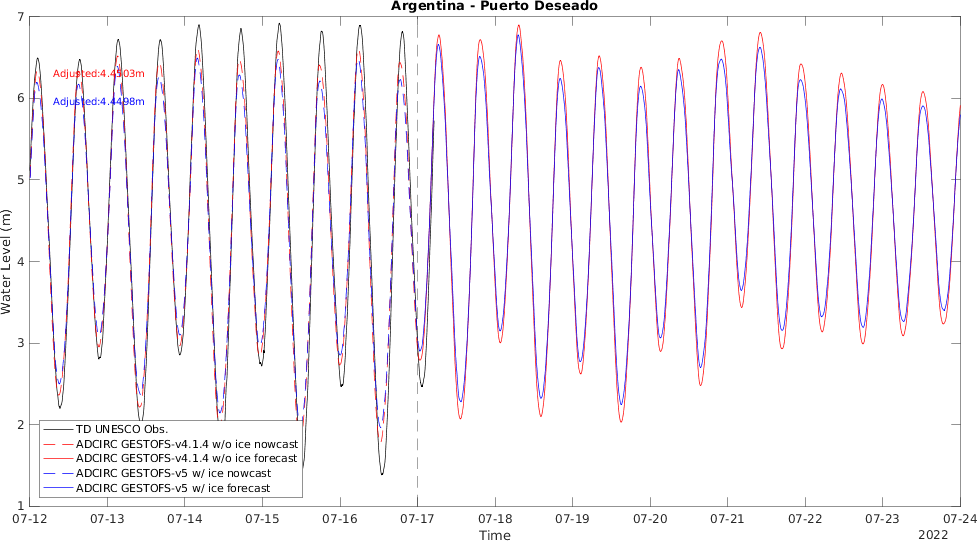 Argentina - Puerto Deseado
7
6
5
4
3
2
1
Water Level (m)
Adjusted:4.4503m
Adjusted:4.4498m
TD UNESCO Obs.
ADCIRC GESTOFS-v4.1.4 w/o ice nowcast
ADCIRC GESTOFS-v4.1.4 w/o ice forecast
ADCIRC GESTOFS-v5 w/ ice nowcast
ADCIRC GESTOFS-v5 w/ ice forecast
07-12 07-13 07-14 07-15 07-16 07-17 07-18 07-19 07-20 07-21 07-22 07-23 07-24
Time
2022